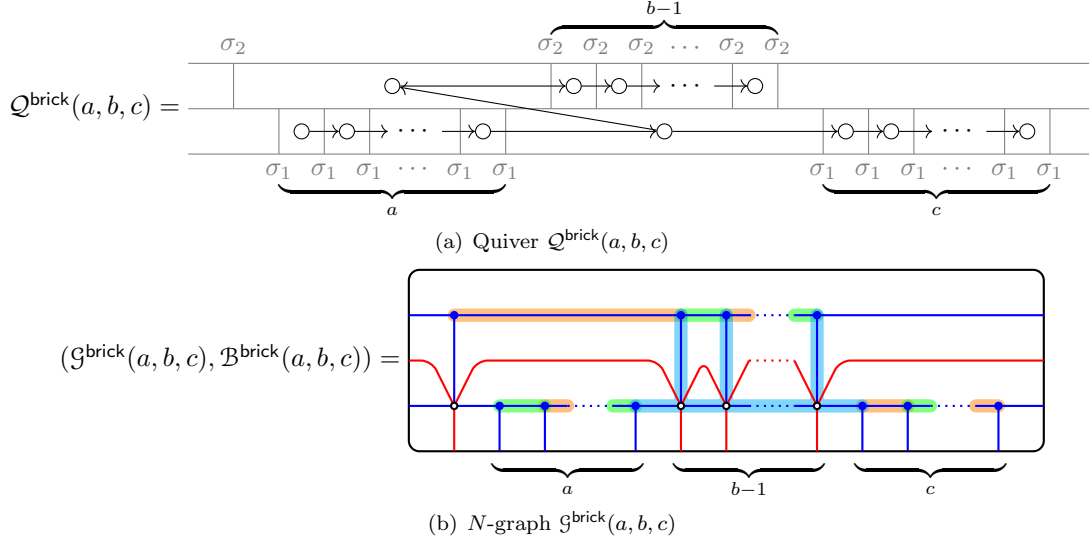 b−1
σ₂ σ₂ σ₂ σ₂ ⋯ σ₂ σ₂
⋯
𝒬^brick(a, b, c) =
⋯ ⋯
σ₁ σ₁ σ₁ ⋯ σ₁ σ₁ σ₁ σ₁ σ₁ ⋯ σ₁ σ₁
a c
(a) Quiver 𝒬^brick(a, b, c)
(𝒢^brick(a, b, c), ℬ^brick(a, b, c)) =
a b−1 c
(b) N-graph 𝒢^brick(a, b, c)